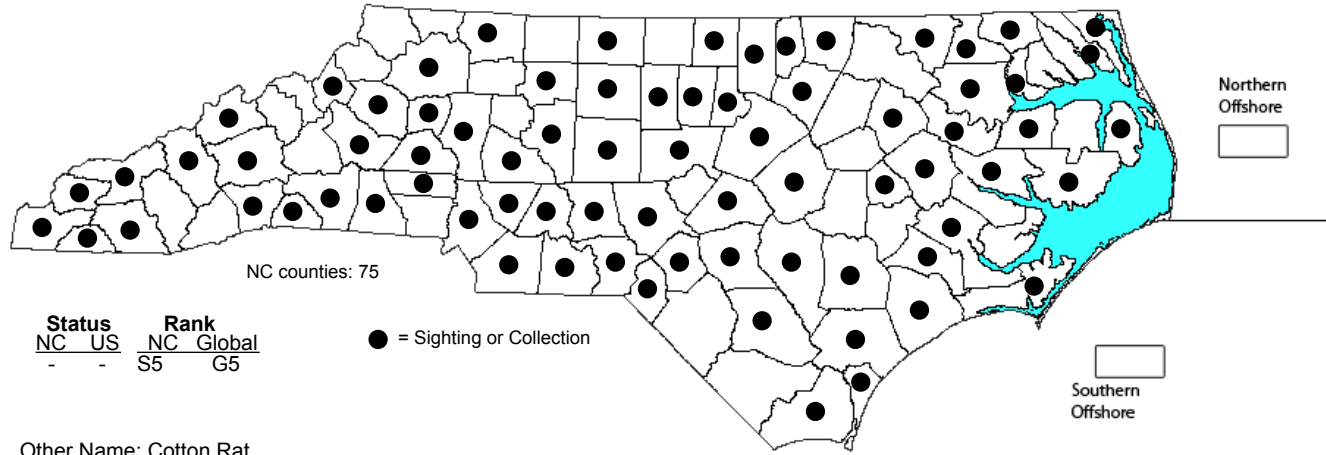 Northern
Offshore
NC counties: 75
Status Rank
NC US NC Global
- - S5 G5
= Sighting or Collection
Southern
Offshore
Other Name: Cotton Rat